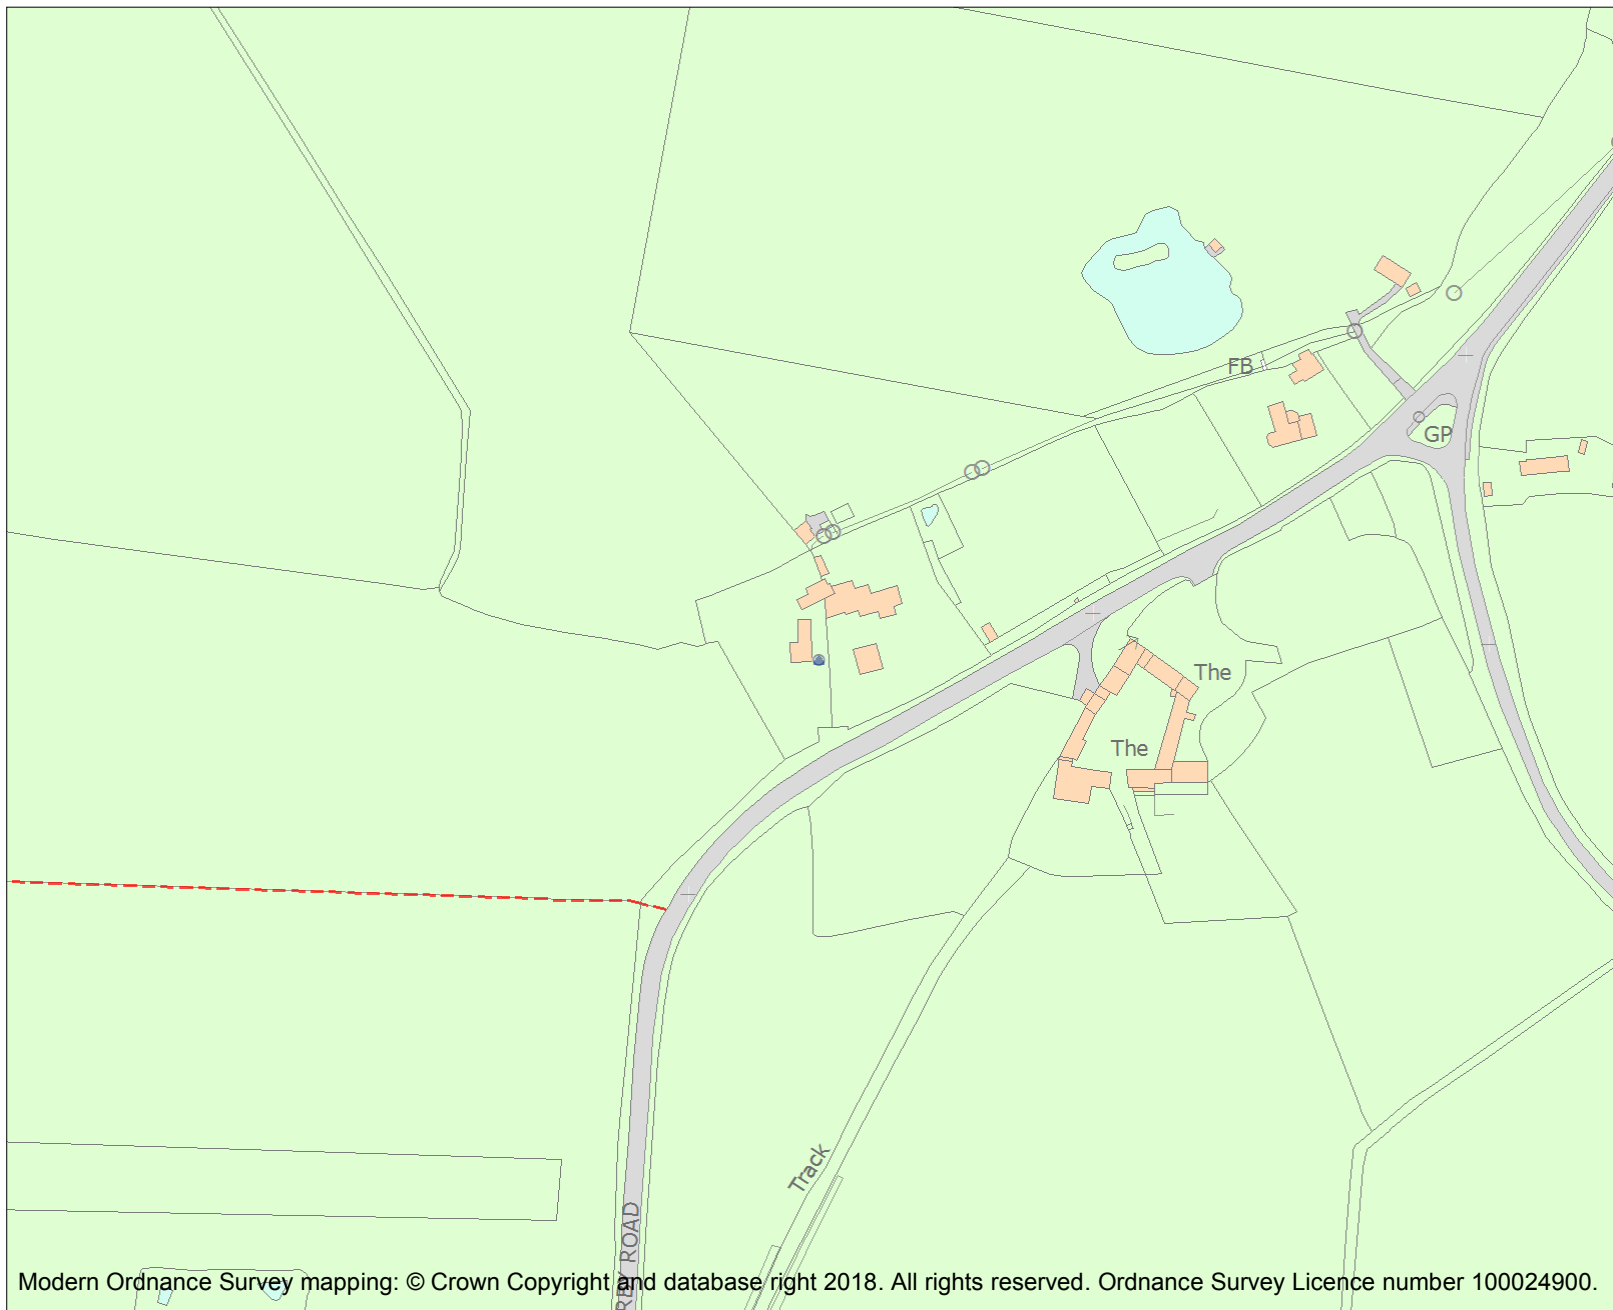 FB
GP
The
The
Track
ROAD
Modern Ordnance Survey mapping: © Crown Copyright and database right 2018. All rights reserved. Ordnance Survey Licence number 100024900.